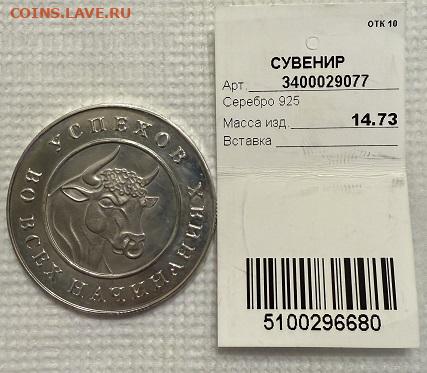 COINS.LAVE.RU
УСПЕХОВ
ВО ВСЕХ НАЧИНАНИЯХ
ОТК 10
СУВЕНИР
Арт. 3400029077
Серебро 925
Масса изд. 14.73
Вставка
5100296680